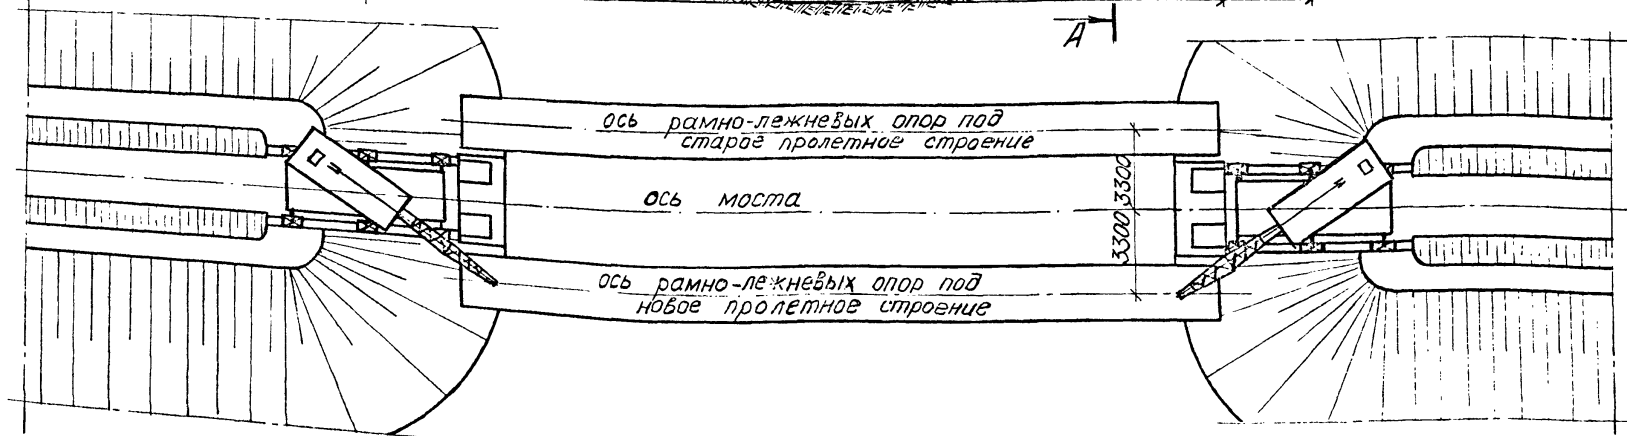 А
ось рамно-лежневых опор под
старое пролетное строение
3300
ось моста
3300
ось рамно-лежневых опор под
новое пролетное строение